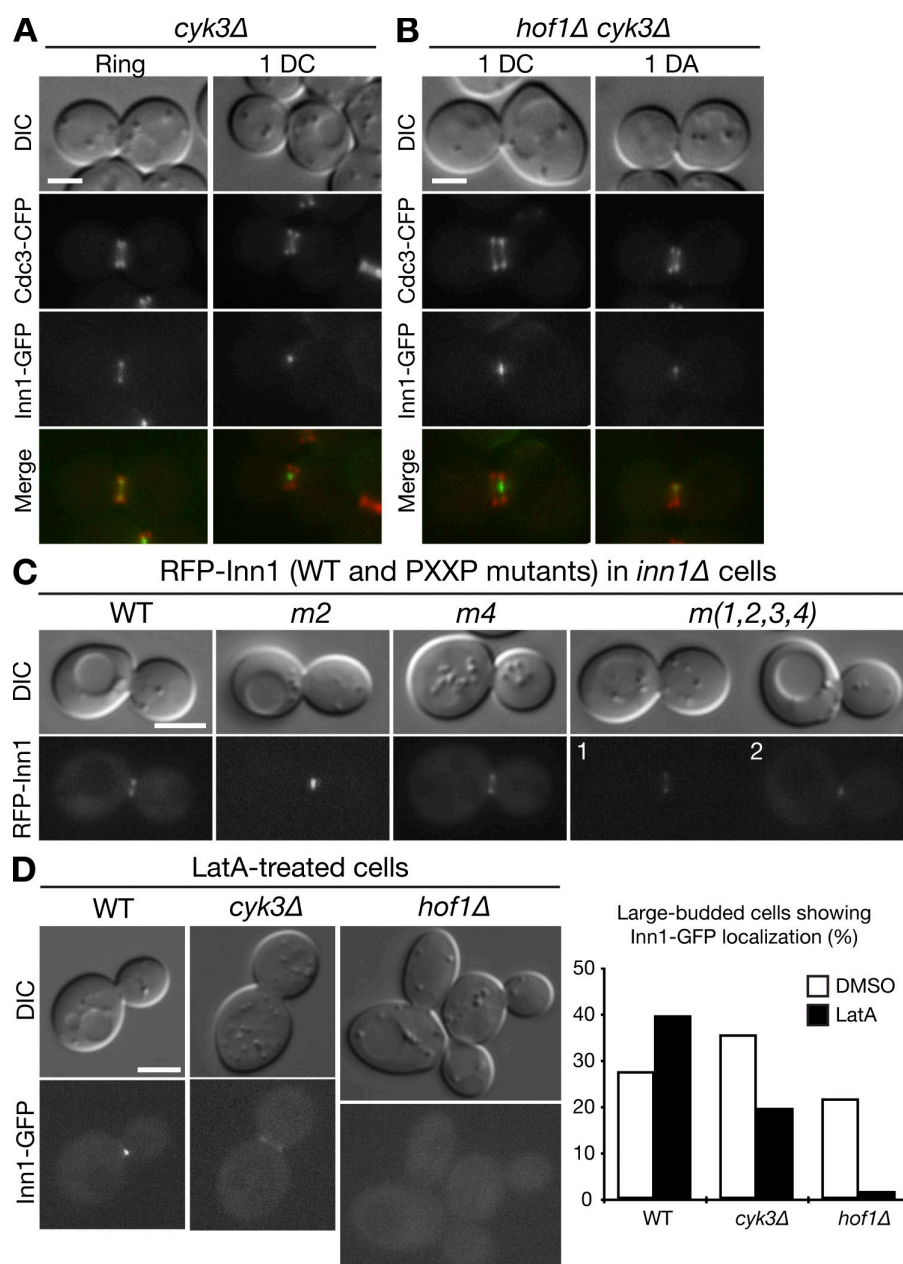 A
cyk3Δ
Ring
1 DC
DIC
Cdc3-CFP
Inn1-GFP
Merge
B
hof1Δ cyk3Δ
1 DC
1 DA
DIC
Cdc3-CFP
Inn1-GFP
Merge
C
RFP-Inn1 (WT and PXXP mutants) in inn1Δ cells
WT
m2
m4
m(1,2,3,4)
DIC
RFP-Inn1
1
2
D
LatA-treated cells
WT
cyk3Δ
hof1Δ
DIC
Inn1-GFP
Large-budded cells showing
Inn1-GFP localization (%)
50
40
30
20
10
0
DMSO
LatA
WT
cyk3Δ
hof1Δ